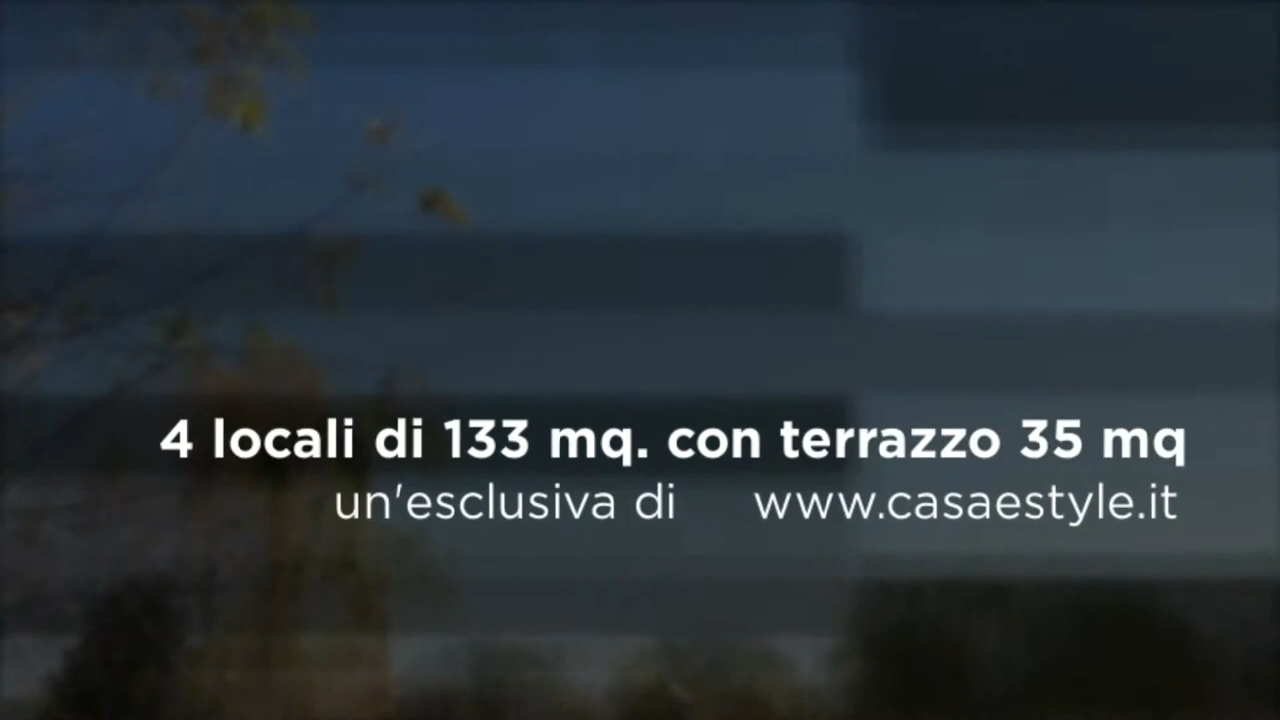 4 locali di 133 mq. con terrazzo 35 mq
un'esclusiva di www.casaestyle.it